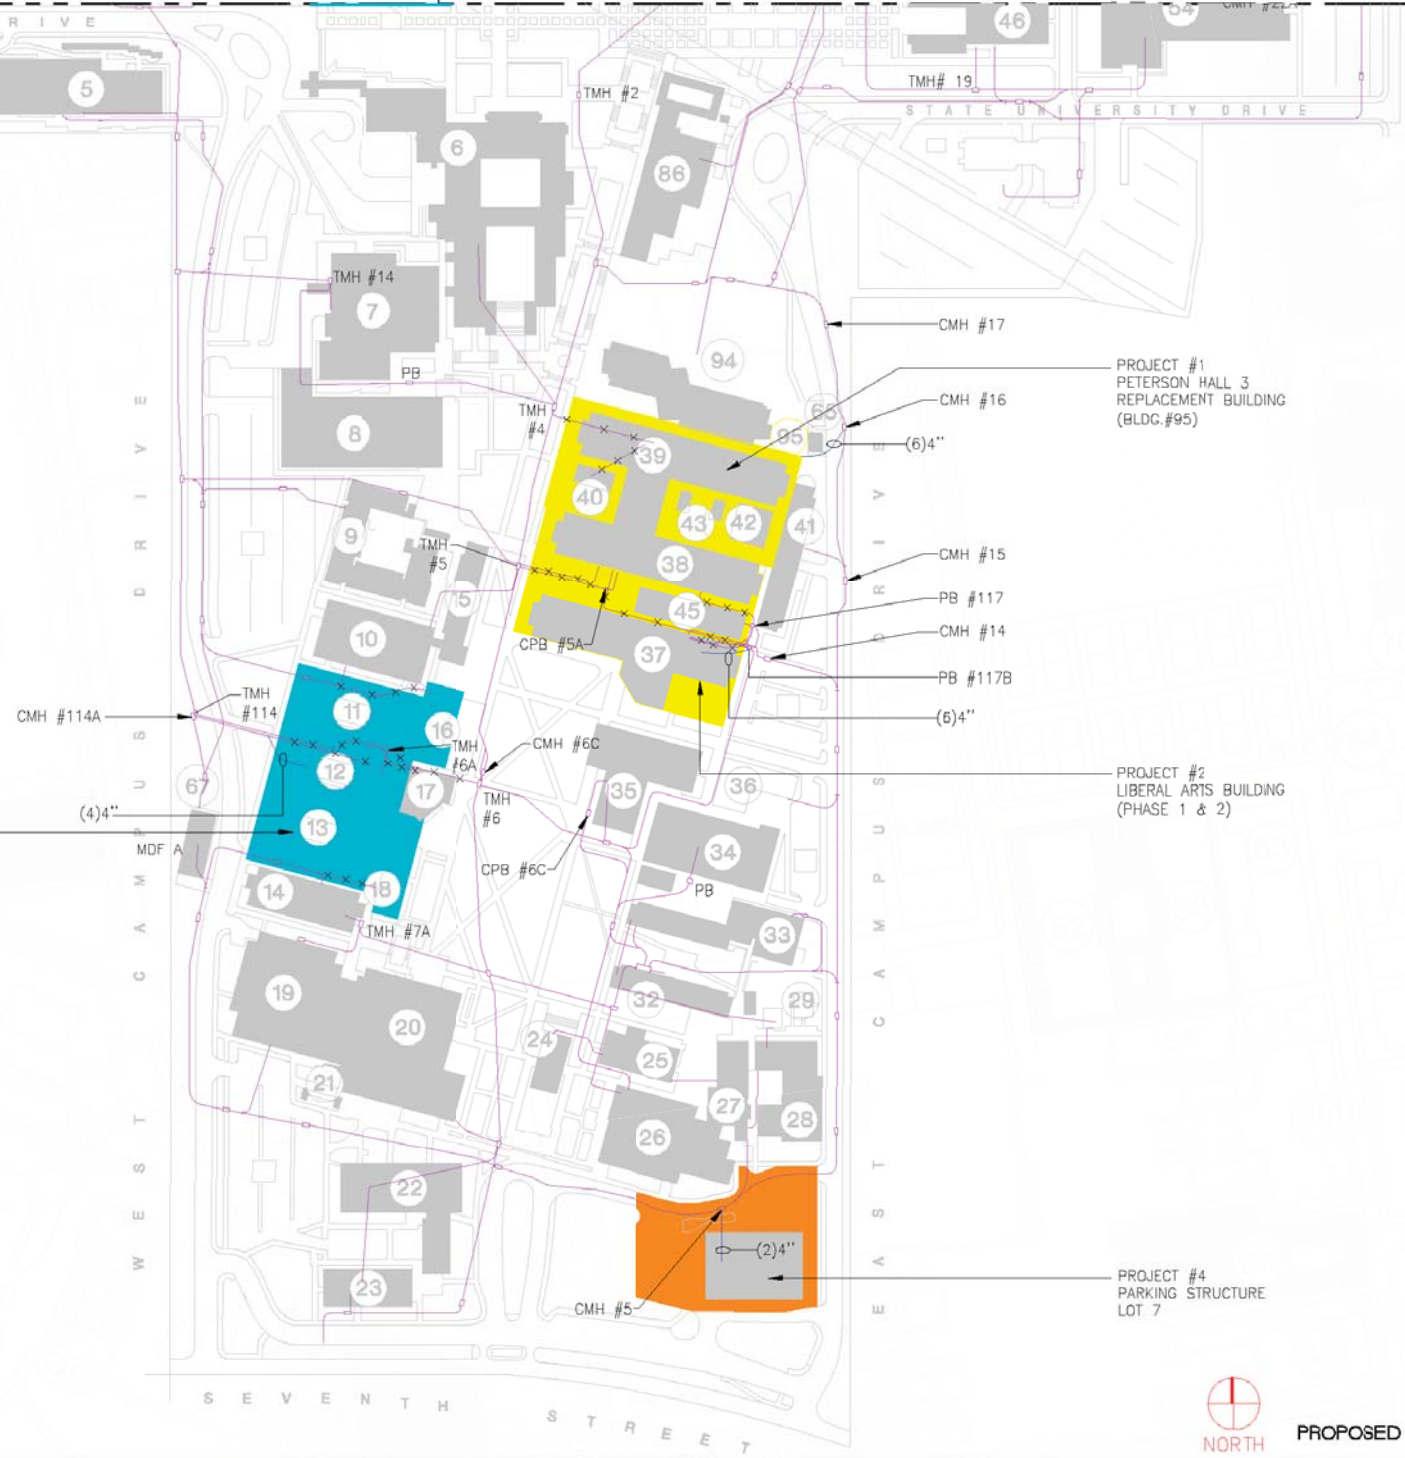 DRIVE
5
6
TMH #2
86
46
54
TMH# 19
STATE UNIVERSITY DRIVE
TMH #14
7
PB
8
94
CMH #17
PROJECT #1
PETERSON HALL 3
REPLACEMENT BUILDING
(BLDG.#95)
CMH #16
(6)4"
TMH
#4
95
39
40
43
42
41
38
45
37
9
TMH
#5
15
10
CPB #5A
CMH #15
PB #117
CMH #14
PB #117B
(6)4"
CMH #114A
TMH
#114
11
16
TMH
#6A
CMH #6C
12
17
TMH
#6
67
(4)4"
13
MDF A
CPB #6C
35
36
34
PB
PROJECT #2
LIBERAL ARTS BUILDING
(PHASE 1 & 2)
14
18
TMH #7A
33
19
20
32
29
24
25
21
27
28
26
22
23
CMH #5
(2)4"
PROJECT #4
PARKING STRUCTURE
LOT 7
WEST CAMPUS DRIVE
EAST CAMPUS DRIVE
SEVENTH STREET
NORTH
PROPOSED